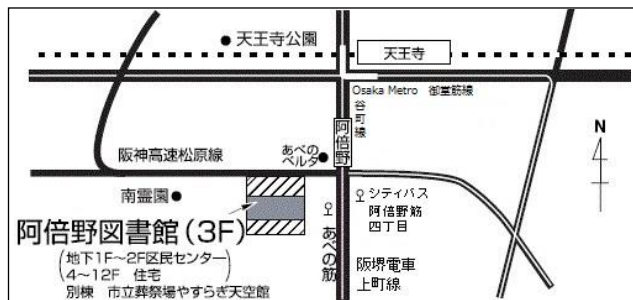 天王寺公園
天王寺
Osaka Metro 御堂筋線
谷町線
阿倍野
あべの
ベルタ
N
阪神高速松原線
南霊園
シティバス
阿倍野筋
四丁目
阿倍野図書館(3F)
あべの筋
地下1F~2F区民センター
4~12F 住宅
別棟 市立葬祭場やすらぎ天空館
阪堺電車
上町線